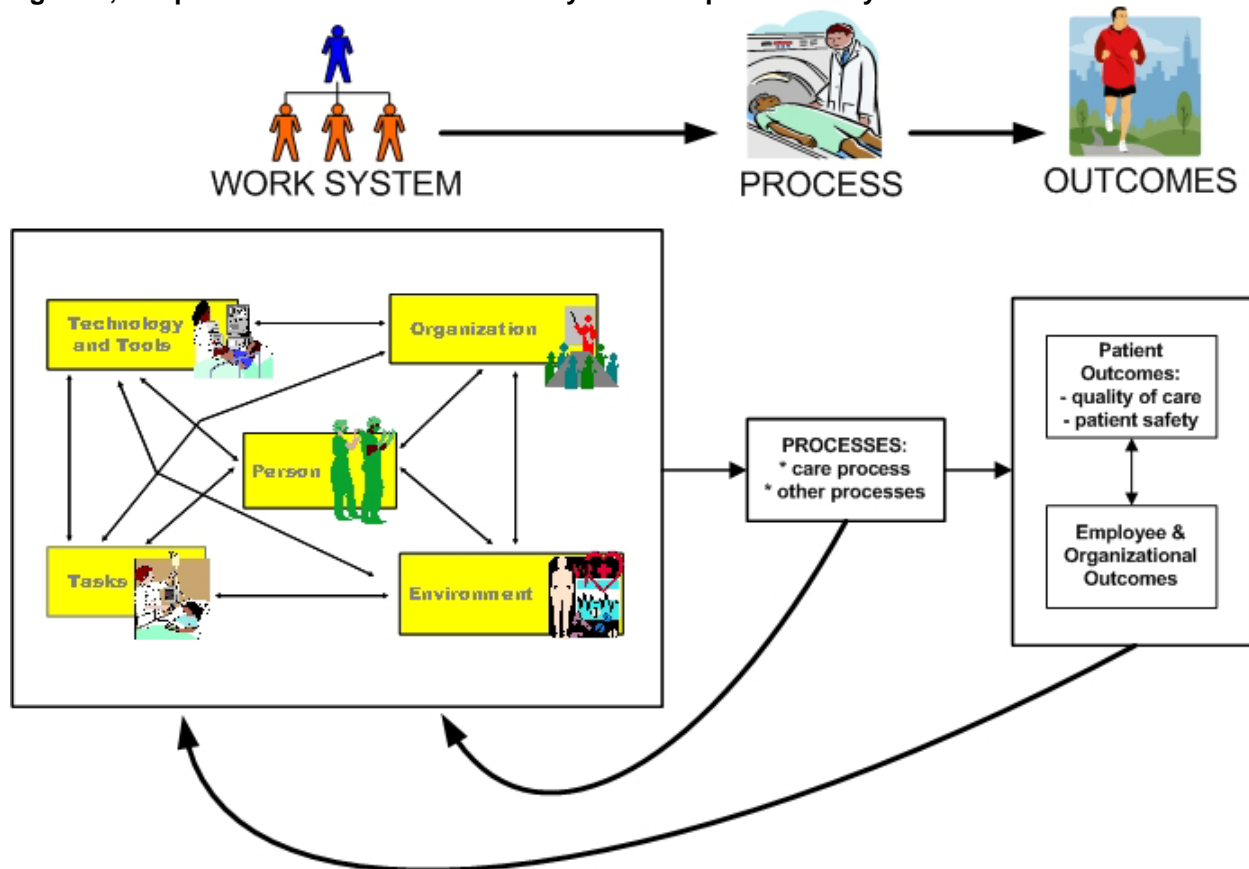 WORK SYSTEM
PROCESS
OUTCOMES
Technology
and Tools
Organization
Person
Tasks
Environment
PROCESSES:
* care process
* other processes
Patient
Outcomes:
- quality of care
- patient safety
Employee &
Organizational
Outcomes